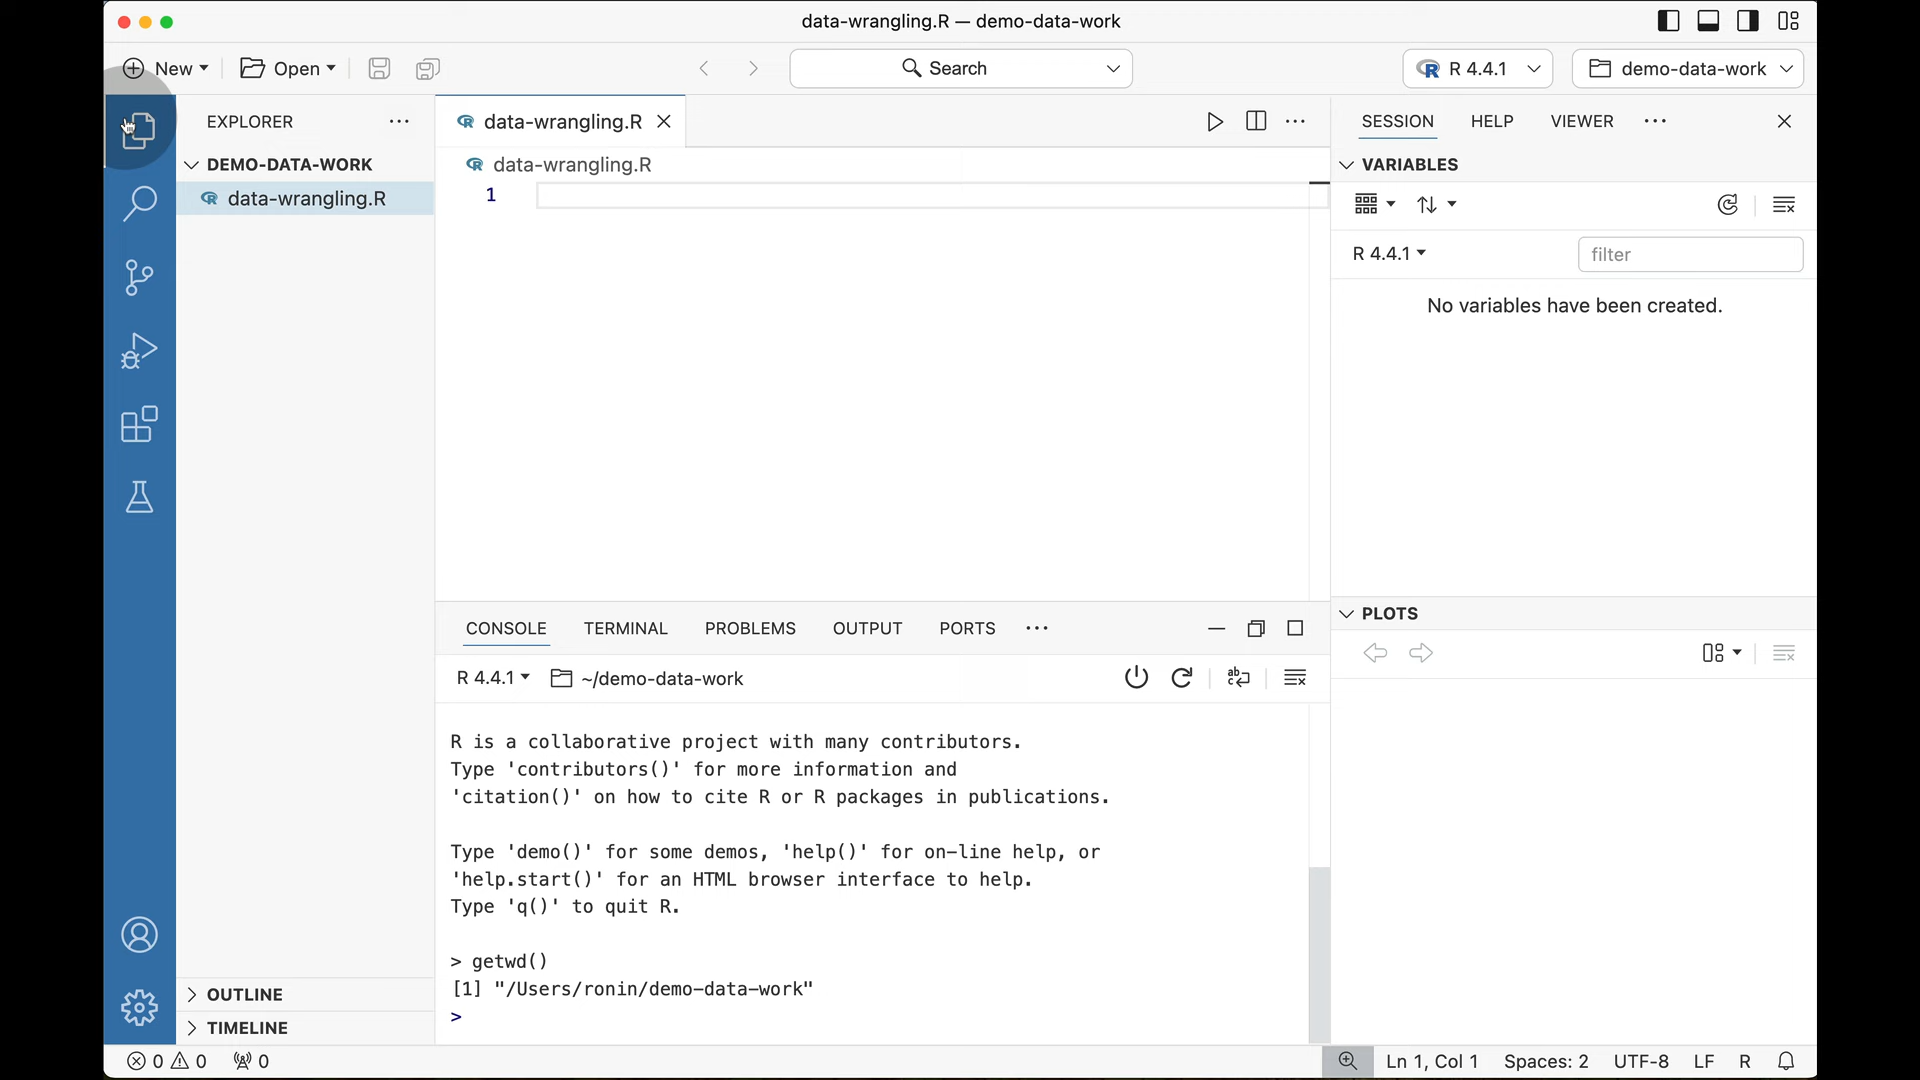 data-wrangling.R — demo-data-work
New
Open
Search
R 4.4.1
demo-data-work
EXPLORER
DEMO-DATA-WORK
data-wrangling.R
OUTLINE
TIMELINE
data-wrangling.R
data-wrangling.R
1
CONSOLE TERMINAL PROBLEMS OUTPUT PORTS
R 4.4.1 ~/demo-data-work
R is a collaborative project with many contributors.
Type 'contributors()' for more information and
'citation()' on how to cite R or R packages in publications.
Type 'demo()' for some demos, 'help()' for on-line help, or
'help.start()' for an HTML browser interface to help.
Type 'q()' to quit R.
> getwd()
[1] "/Users/ronin/demo-data-work"
>
SESSION HELP VIEWER
VARIABLES
R 4.4.1 filter
No variables have been created.
PLOTS
0 0 0
Ln 1, Col 1 Spaces: 2 UTF-8 LF R